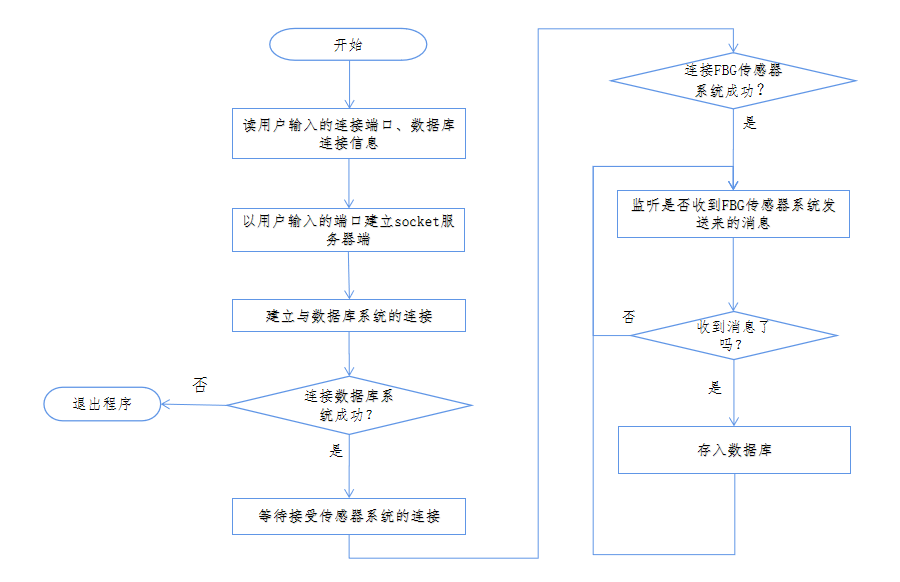 开始
读用户输入的连接端口、数据库
连接信息
以用户输入的端口建立socket服
务器端
建立与数据库系统的连接
连接数据库系
统成功?
否
退出程序
是
等待接受传感器系统的连接
连接FBG传感器
系统成功?
是
监听是否收到FBG传感器系统发
送来的消息
收到消息了
吗?
否
是
存入数据库